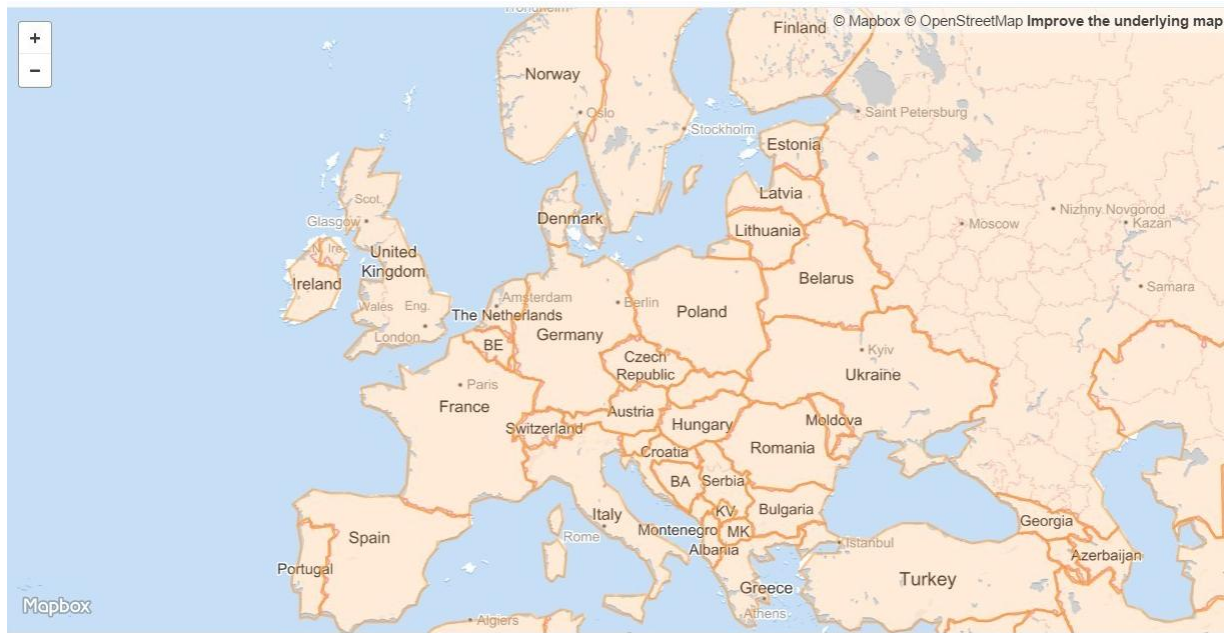 Trondheim
© Mapbox © OpenStreetMap Improve the underlying map
+
−
Finland
Norway
Oslo
Saint Petersburg
Stockholm
Estonia
Scot.
Latvia
Nizhny Novgorod
Denmark
Glasgow
Moscow
Kazan
Lithuania
N. Ire.
United
Kingdom
Belarus
Ireland
Samara
Amsterdam
Berlin
Wales
Eng.
The Netherlands
Poland
Germany
London
BE
Kyiv
Czech
Republic
Ukraine
Paris
France
Austria
Moldova
Hungary
Switzerland
Romania
Croatia
BA
Serbia
Bulgaria
KV
Italy
Georgia
Montenegro
MK
Spain
Rome
Istanbul
Albania
Azerbaijan
Portugal
Turkey
Greece
Mapbox
Athens
Algiers